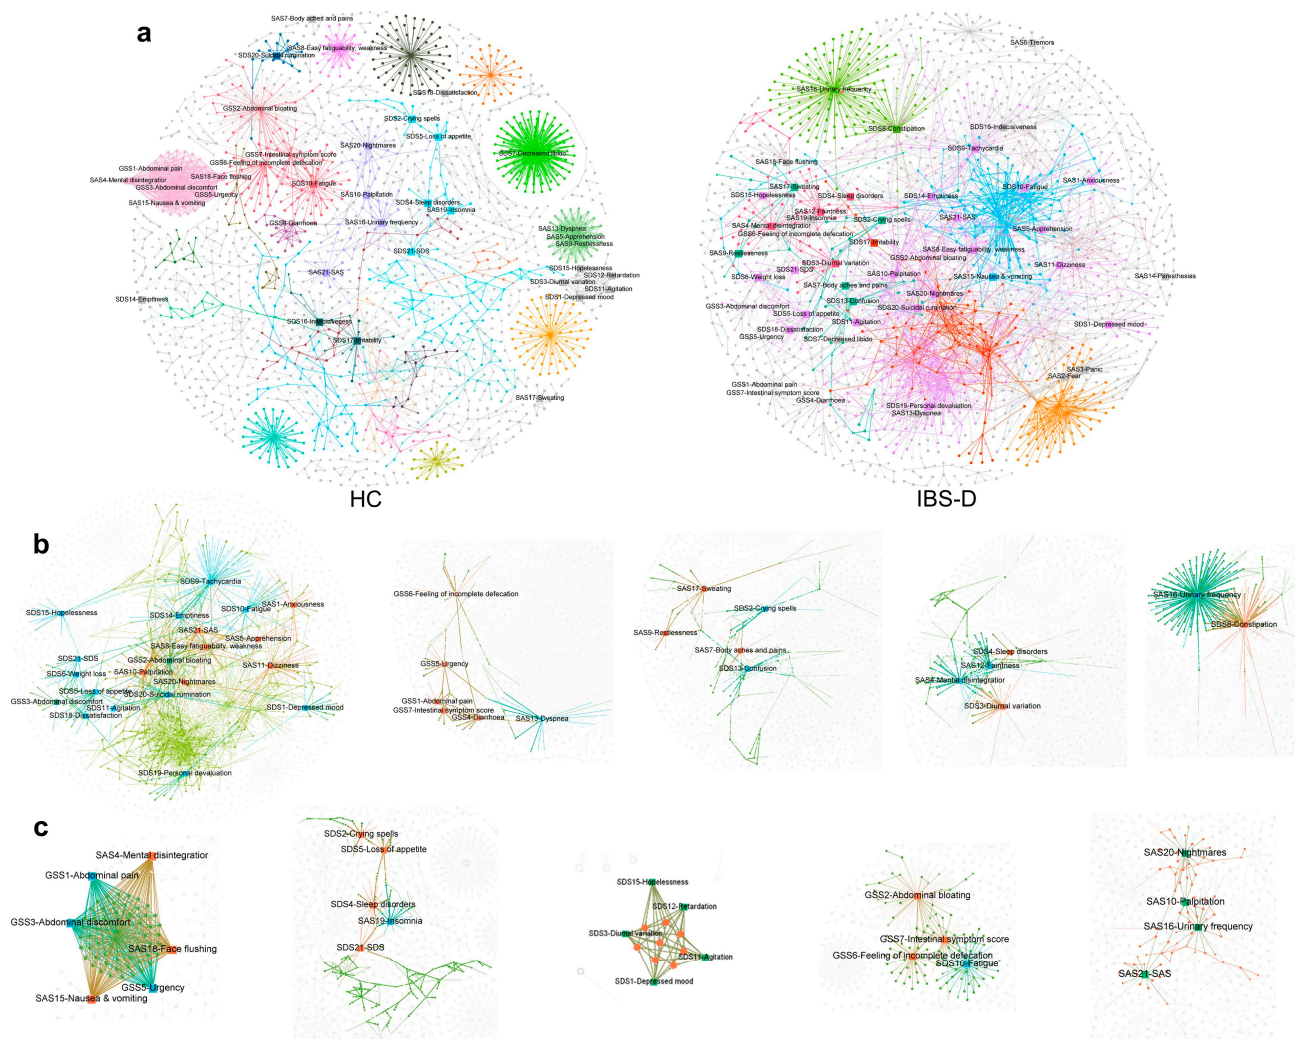 a
SAS7-Body aches and pains
SAS8-Easy fatiguability, weakness
SDS20-Suicidal rumination
SDS18-Dissatisfaction
GSS2-Abdominal bloating
SDS2-Crying spells
SDS5-Loss of appetite
SAS20-Nightmares
SDS7-Decreased libido
GSS7-Intestinal symptom score
GSS6-Feeling of incomplete defecation
GSS1-Abdominal pain
SAS18-Face flushing
SAS4-Mental disintegratior
SDS10-Fatigue
GSS3-Abdominal discomfort
GSS5-Urgency
SAS10-Palpitation
SAS15-Nausea & vomiting
SDS4-Sleep disorders
SAS19-Insomnia
GSS4-Diarrhoea
SAS16-Urinary frequency
SAS13-Dyspnea
SAS5-Apprehension
SAS9-Restlessness
SDS21-SDS
SAS21-SAS
SDS15-Hopelessness
SDS12-Retardation
SDS3-Diurnal variation
SDS11-Agitation
SDS1-Depressed mood
SDS14-Emptiness
SDS16-Indecisiveness
SDS17-Irritability
SAS17-Sweating
HC
SAS6-Tremors
SAS16-Urinary frequency
SDS8-Constipation
SDS16-Indecisiveness
SDS9-Tachycardia
SAS18-Face flushing
SAS17-Sweating
SDS15-Hopelessness
SDS4-Sleep disorders
SDS14-Emptiness
SDS10-Fatigue
SAS1-Anxiousness
SAS12-Faintness
SAS19-Insomnia
SDS2-Crying spells
SAS21-SAS
SAS4-Mental disintegration
GSS6-Feeling of incomplete defecation
SAS5-Apprehension
SDS17-Irritability
SAS9-Restlessness
SAS8-Easy fatiguability, weakness
GSS2-Abdominal bloating
SDS3-Diurnal variation
SDS21-SDS
SDS6-Weight loss
SAS10-Palpitation
SAS15-Nausea & vomiting
SAS11-Dizziness
SAS14-Paresthesias
SAS7-Body aches and pains
SAS20-Nightmares
GSS3-Abdominal discomfort
SDS13-Confusion
SDS20-Suicidal rumination
SDS5-Loss of appetite
SDS11-Agitation
SDS18-Dissatisfaction
GSS5-Urgency
SDS7-Decreased libido
SDS1-Depressed mood
SAS3-Panic
SAS2-Fear
GSS1-Abdominal pain
GSS7-Intestinal symptom score
GSS4-Diarrhoea
SDS19-Personal devaluation
SAS13-Dyspnea
IBS-D
b
SDS9-Tachycardia
SDS15-Hopelessness
SDS14-Emptiness
SDS10-Fatigue
SAS1-Anxiousness
SAS21-SAS
SAS5-Apprehension
SAS8-Easy fatiguability, weakness
SDS21-SDS
GSS2-Abdominal bloating
SAS11-Dizziness
SDS6-Weight loss
SAS10-Palpitation
SAS20-Nightmares
SDS5-Loss of appetite
SDS20-Suicidal rumination
GSS3-Abdominal discomfort
SDS11-Agitation
SDS18-Dissatisfaction
SDS1-Depressed mood
SDS19-Personal devaluation
GSS6-Feeling of incomplete defecation
GSS5-Urgency
GSS1-Abdominal pain
GSS7-Intestinal symptom score
GSS4-Diarrhoea
SAS13-Dyspnea
SAS17-Sweating
SDS2-Crying spells
SAS9-Restlessness
SAS7-Body aches and pains
SDS13-Confusion
SDS4-Sleep disorders
SAS12-Faintness
SAS4-Mental disintegration
SDS3-Diurnal variation
SAS16-Urinary frequency
SDS8-Constipation
c
SAS4-Mental disintegratior
GSS1-Abdominal pain
GSS3-Abdominal discomfort
SAS18-Face flushing
GSS5-Urgency
SAS15-Nausea & vomiting
SDS2-Crying spells
SDS5-Loss of appetite
SDS4-Sleep disorders
SAS19-Insomnia
SDS21-SDS
SDS15-Hopelessness
SDS12-Retardation
SDS3-Diurnal variation
SDS11-Agitation
SDS1-Depressed mood
GSS2-Abdominal bloating
GSS7-Intestinal symptom score
GSS6-Feeling of incomplete defecation
SDS10-Fatigue
SAS20-Nightmares
SAS10-Palpitation
SAS16-Urinary frequency
SAS21-SAS